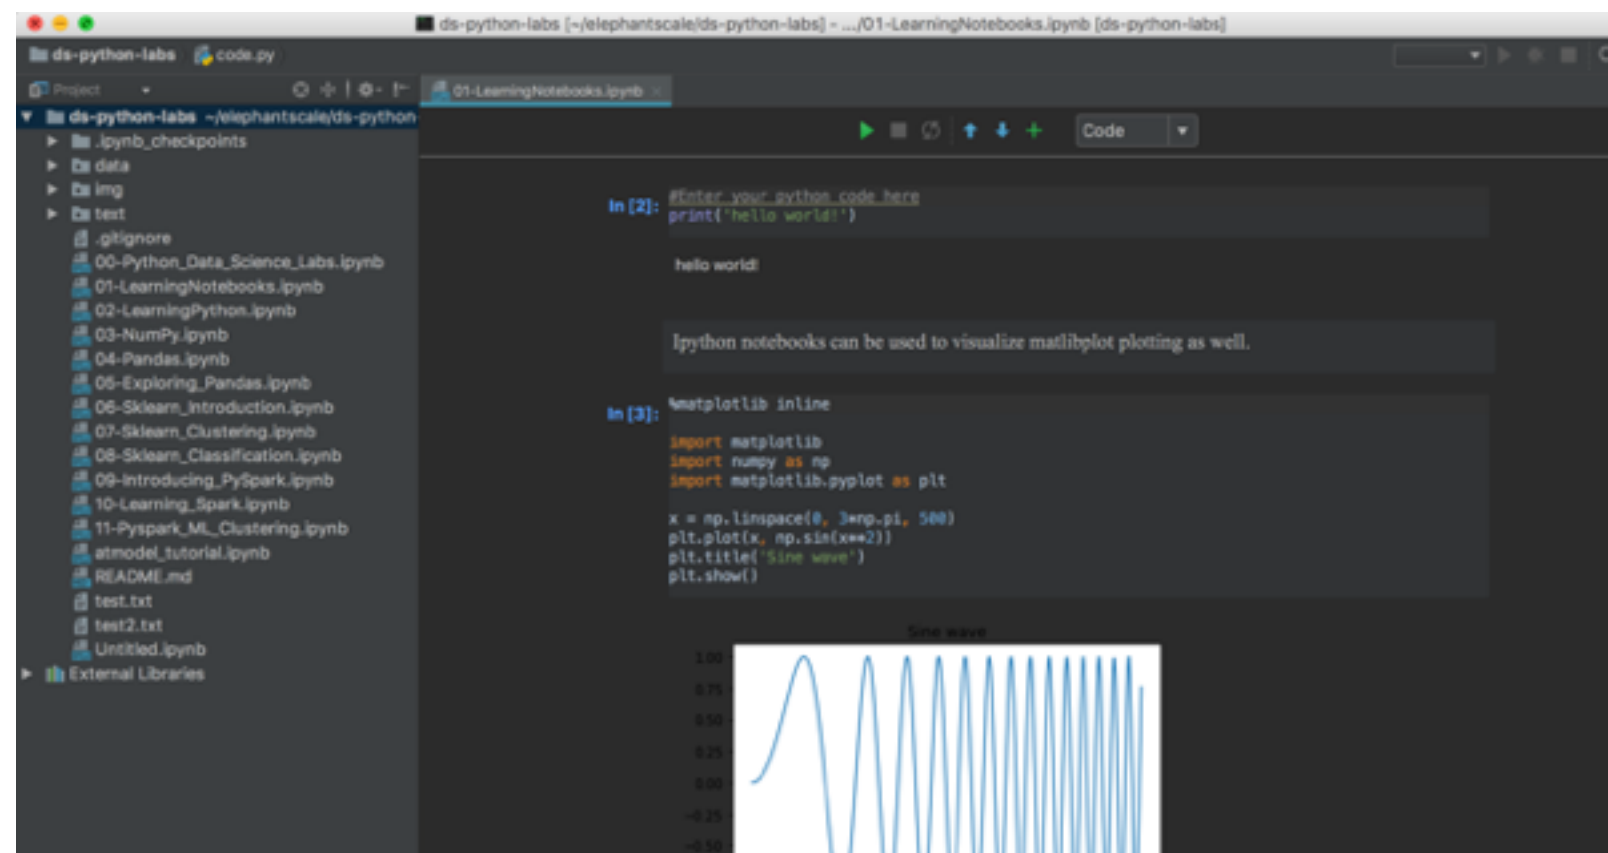 ds-python-labs [~/elephantscale/ds-python-labs] - .../01-LearningNotebooks.ipynb [ds-python-labs]
ds-python-labs code.py
Project
01-LearningNotebooks.ipynb
ds-python-labs ~/elephantscale/ds-python-
Code
.ipynb_checkpoints
data
img
text
.gitignore
00-Python_Data_Science_Labs.ipynb
01-LearningNotebooks.ipynb
02-LearningPython.ipynb
03-NumPy.ipynb
04-Pandas.ipynb
05-Exploring_Pandas.ipynb
06-Sklearn_Introduction.ipynb
07-Sklearn_Clustering.ipynb
08-Sklearn_Classification.ipynb
09-Introducing_PySpark.ipynb
10-Learning_Spark.ipynb
11-Pyspark_ML_Clustering.ipynb
atmodel_tutorial.ipynb
README.md
test.txt
test2.txt
Untitled.ipynb
External Libraries
In [2]:
#Enter your python code here
print('hello world!')
hello world!
Ipython notebooks can be used to visualize matlibplot plotting as well.
In [3]:
%matplotlib inline
import matplotlib
import numpy as np
import matplotlib.pyplot as plt
x = np.linspace(0, 3*np.pi, 500)
plt.plot(x, np.sin(x**2))
plt.title('Sine wave')
plt.show()
Sine wave
1.00
0.75
0.50
0.25
0.00
-0.25
-0.50